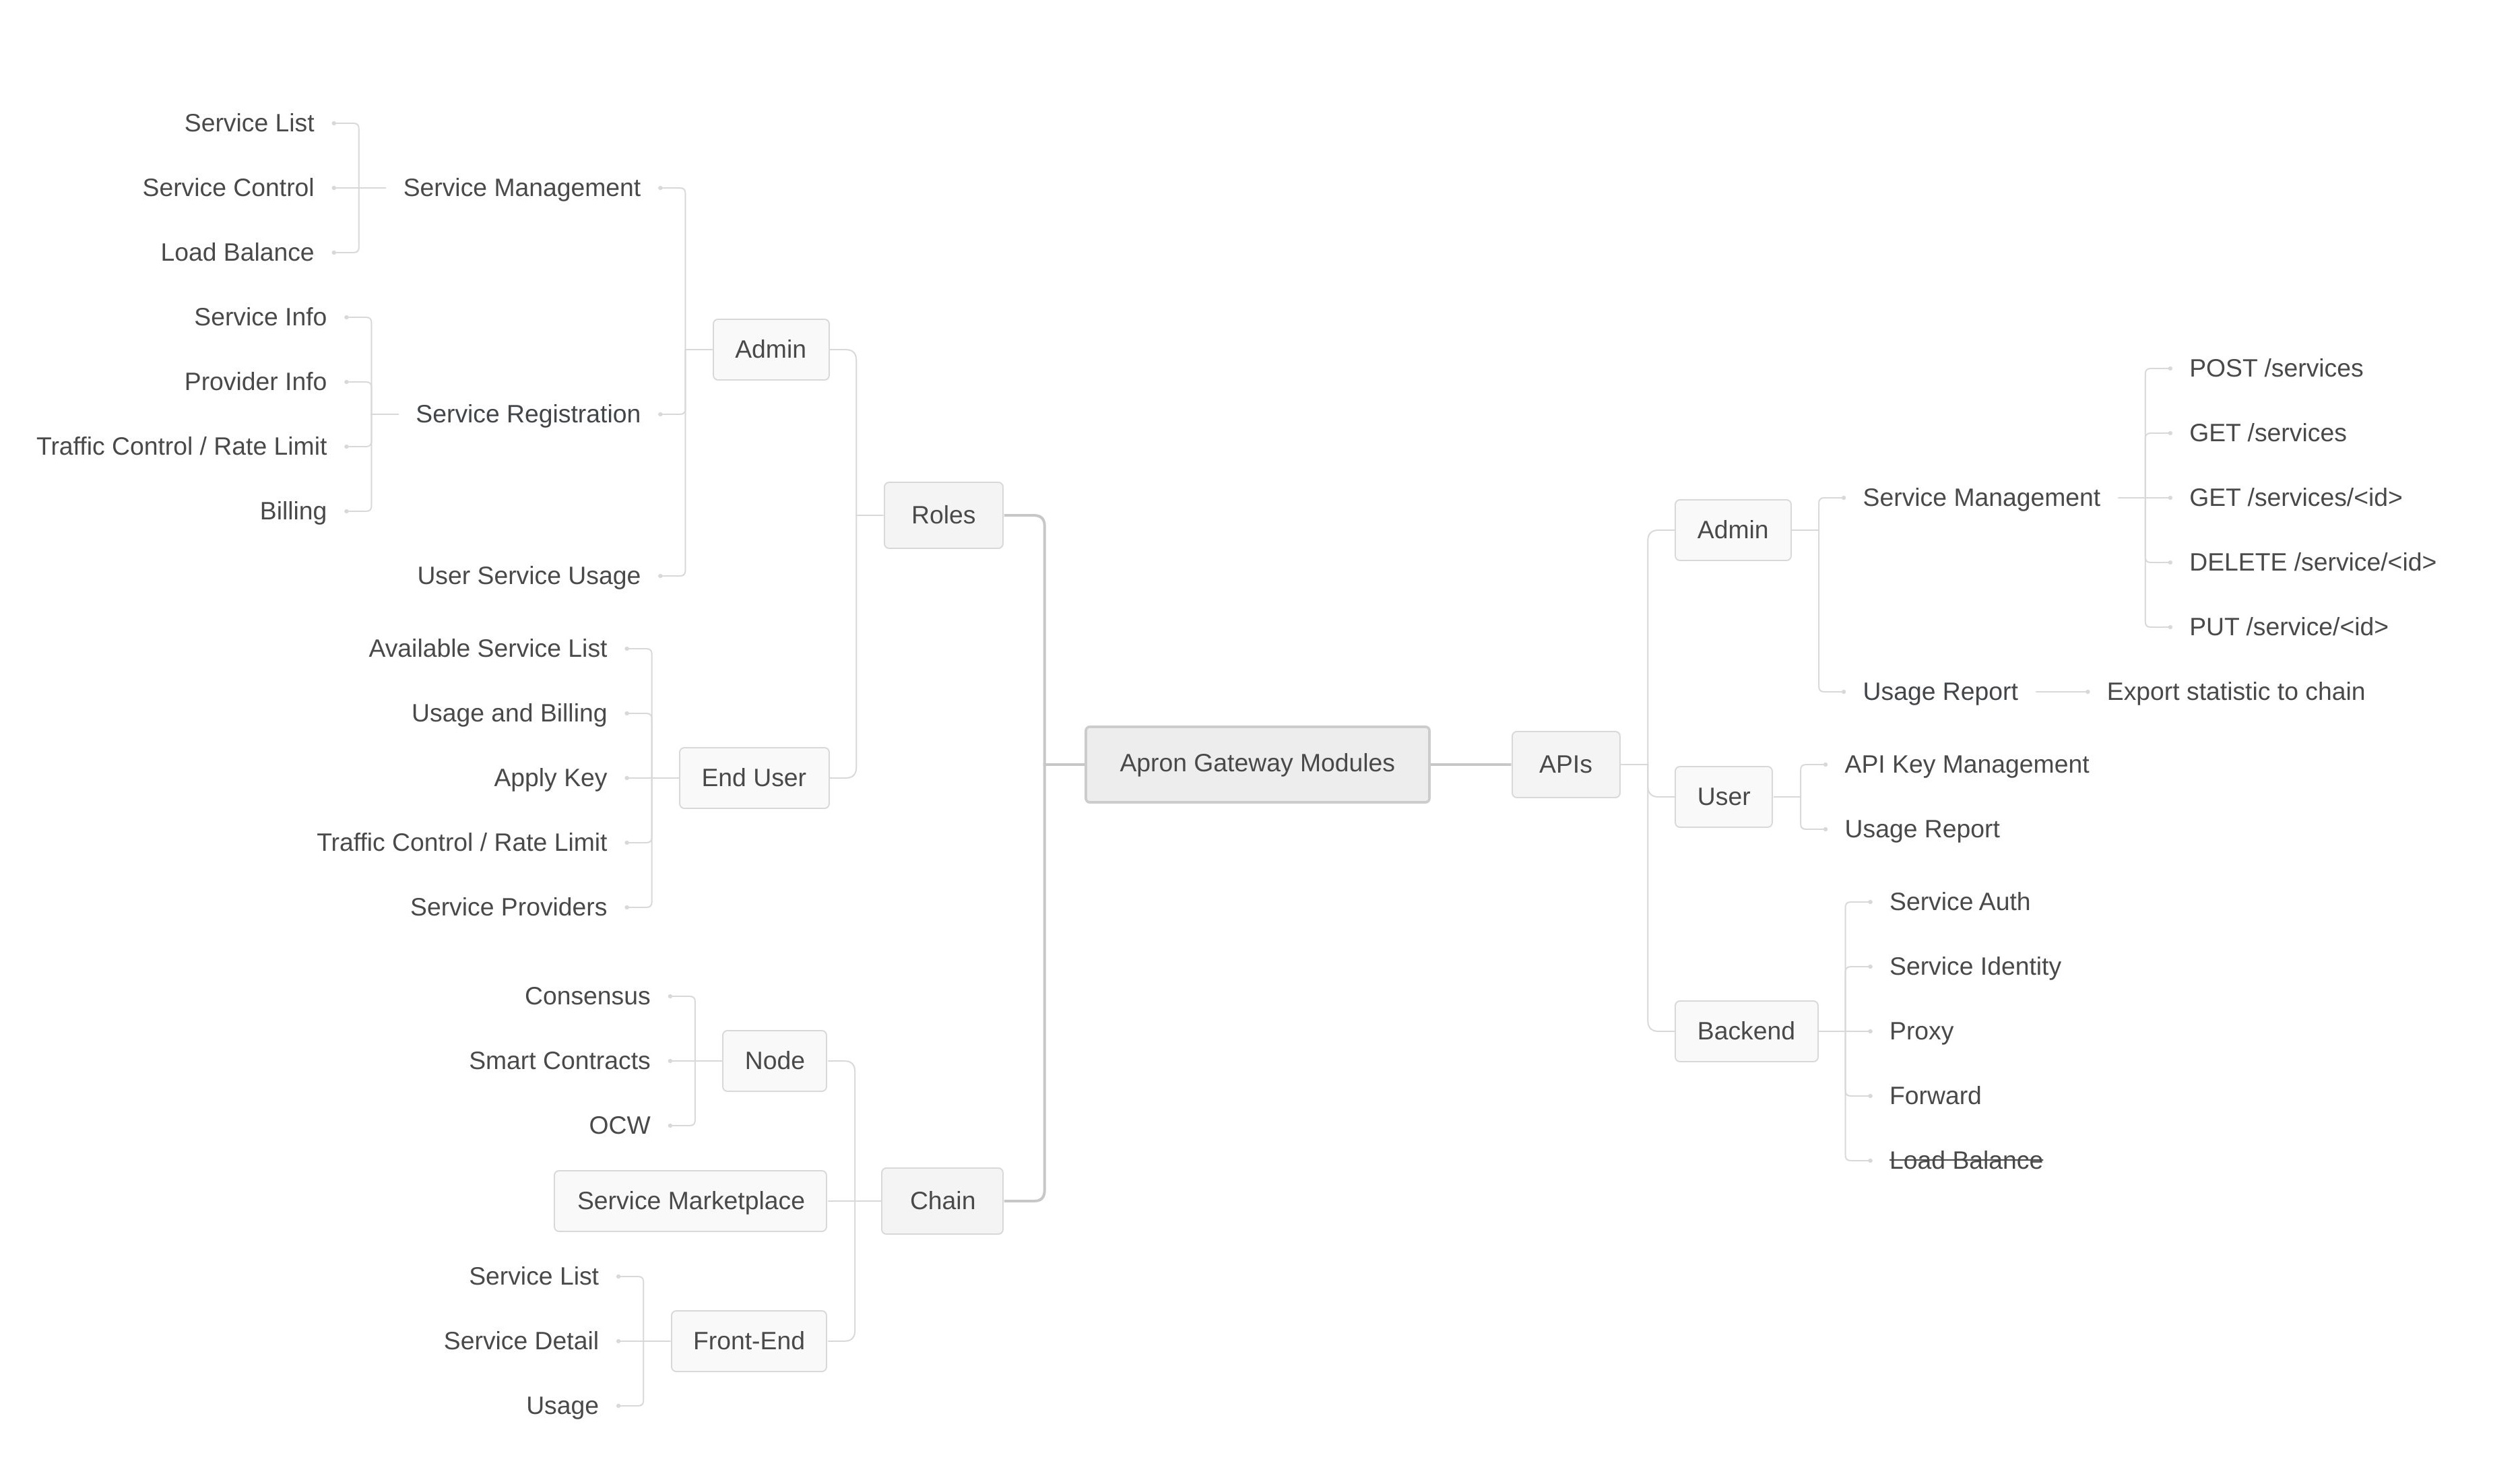 Service List
Service Control
Load Balance
Service Management
Service Info
Provider Info
Traffic Control / Rate Limit
Billing
Service Registration
User Service Usage
Admin
Available Service List
Usage and Billing
Apply Key
Traffic Control / Rate Limit
Service Providers
End User
Roles
Consensus
Smart Contracts
OCW
Node
Service Marketplace
Service List
Service Detail
Usage
Front-End
Chain
Apron Gateway Modules
APIs
Admin
Service Management
POST /services
GET /services
GET /services/<id>
DELETE /service/<id>
PUT /service/<id>
Usage Report
Export statistic to chain
User
API Key Management
Usage Report
Backend
Service Auth
Service Identity
Proxy
Forward
Load Balance